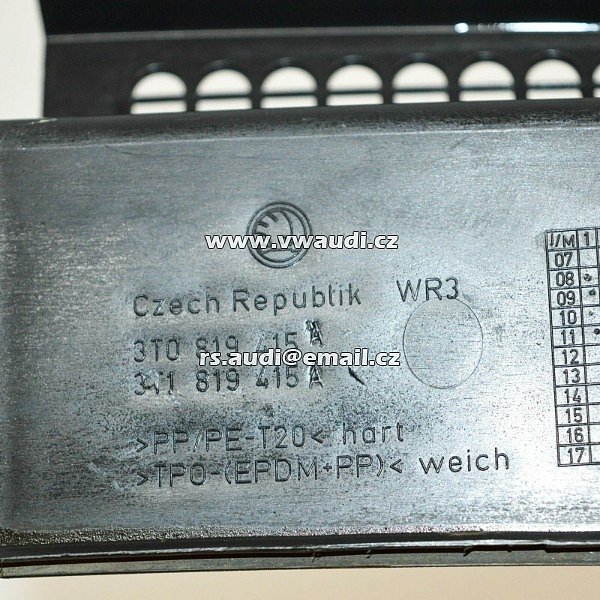 www.vwaudi.cz
Czech Republik WR3
3T0 819 415 A
rs.audi@email.cz
3T1 819 415 A
>PP/PE-T20< hart
>TPO-(EPDM+PP)< weich
J/M 1
07
08
09
10
11
12
13
14
15
16
17